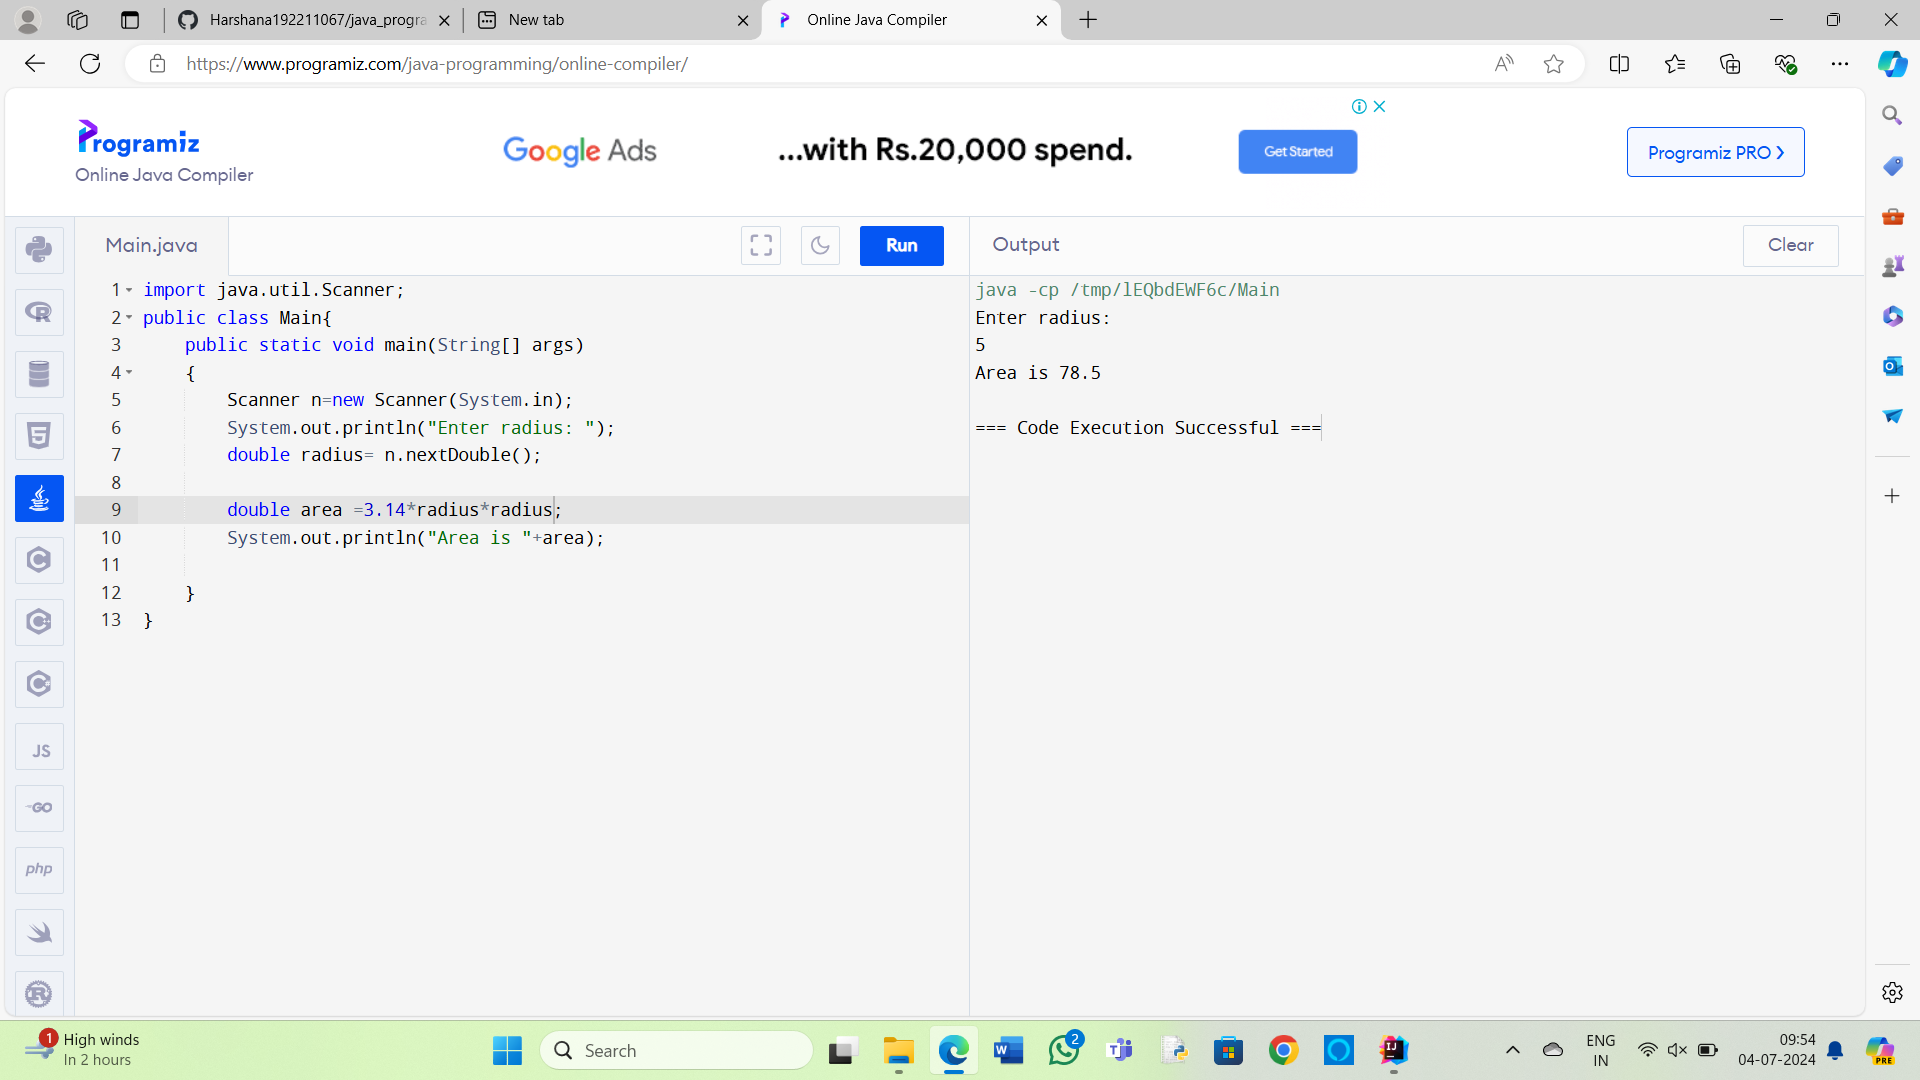 Harshana192211067/java_progra
New tab
Online Java Compiler
https://www.programiz.com/java-programming/online-compiler/
Programiz
Online Java Compiler
Google Ads
...with Rs.20,000 spend.
Get Started
Programiz PRO
Main.java
Run
Output
Clear
1 import java.util.Scanner;
2 public class Main{
3     public static void main(String[] args)
4     {
5         Scanner n=new Scanner(System.in);
6         System.out.println("Enter radius: ");
7         double radius= n.nextDouble();
8
9         double area =3.14*radius*radius;
10         System.out.println("Area is "+area);
11
12     }
13 }
java -cp /tmp/lEQbdEWF6c/Main
Enter radius:
5
Area is 78.5
=== Code Execution Successful ===
JS
GO
php
1
High winds
In 2 hours
Search
2
ENG
IN
09:54
04-07-2024
PRE